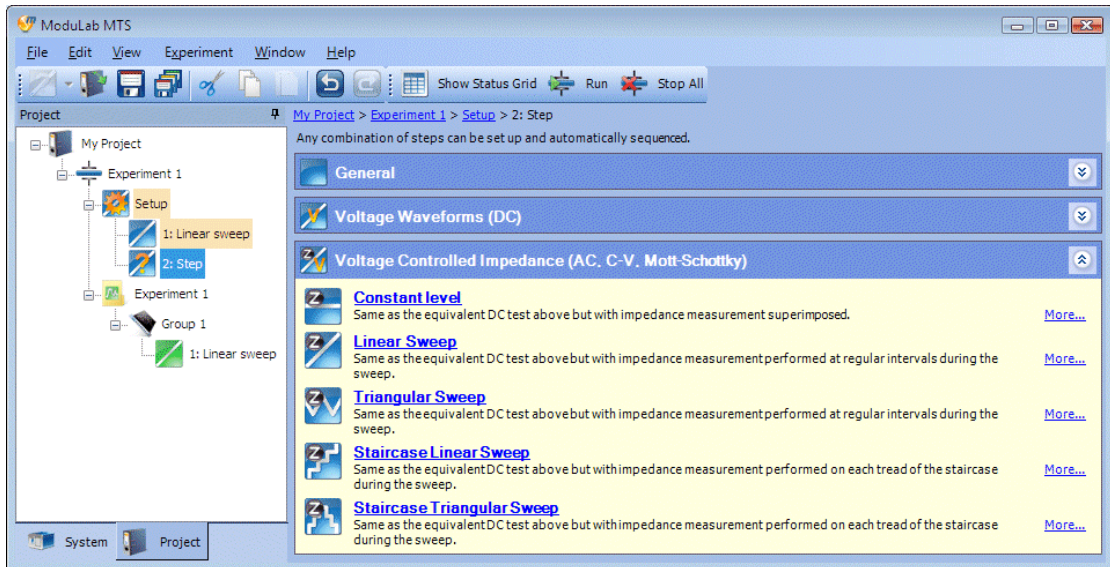 ModuLab MTS
File Edit View Experiment Window Help
Show Status Grid Run Stop All
Project
My Project > Experiment 1 > Setup > 2: Step
Any combination of steps can be set up and automatically sequenced.
My Project
Experiment 1
Setup
1: Linear sweep
2: Step
Experiment 1
Group 1
1: Linear sweep
General
Voltage Waveforms (DC)
Voltage Controlled Impedance (AC, C-V, Mott-Schottky)
Constant level
Same as the equivalent DC test above but with impedance measurement superimposed.
More...
Linear Sweep
Same as the equivalent DC test above but with impedance measurement performed at regular intervals during the
sweep.
More...
Triangular Sweep
Same as the equivalent DC test above but with impedance measurement performed at regular intervals during the
sweep.
More...
Staircase Linear Sweep
Same as the equivalent DC test above but with impedance measurement performed on each tread of the staircase
during the sweep.
More...
Staircase Triangular Sweep
Same as the equivalent DC test above but with impedance measurement performed on each tread of the staircase
during the sweep.
More...
System Project